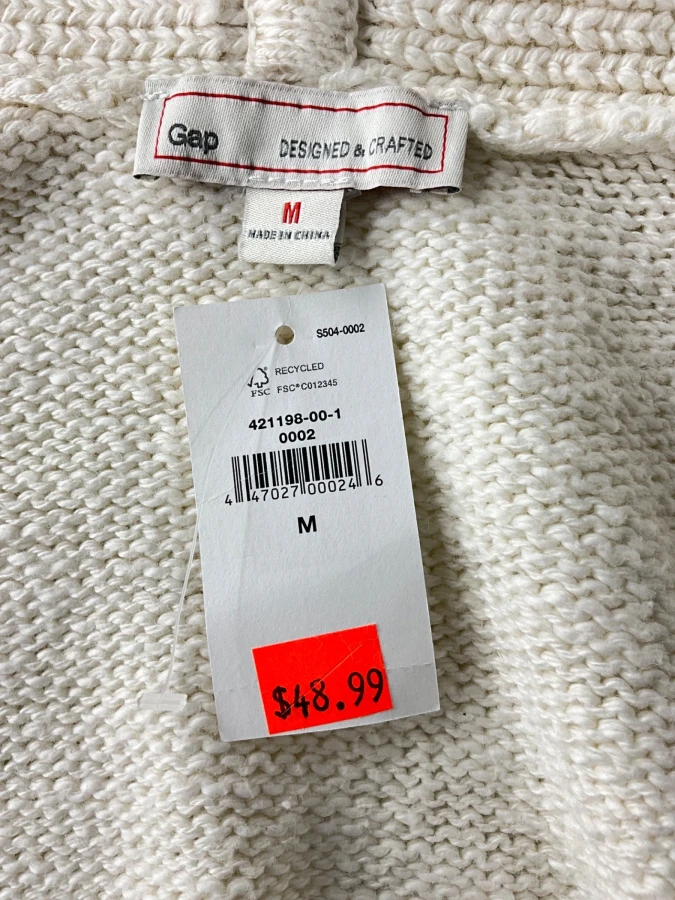 Gap DESIGNED & CRAFTED
M
MADE IN CHINA
S504-0002
RECYCLED
FSC FSC® C012345
421198-00-1
0002
4 47027 00024 6
M
$48.99